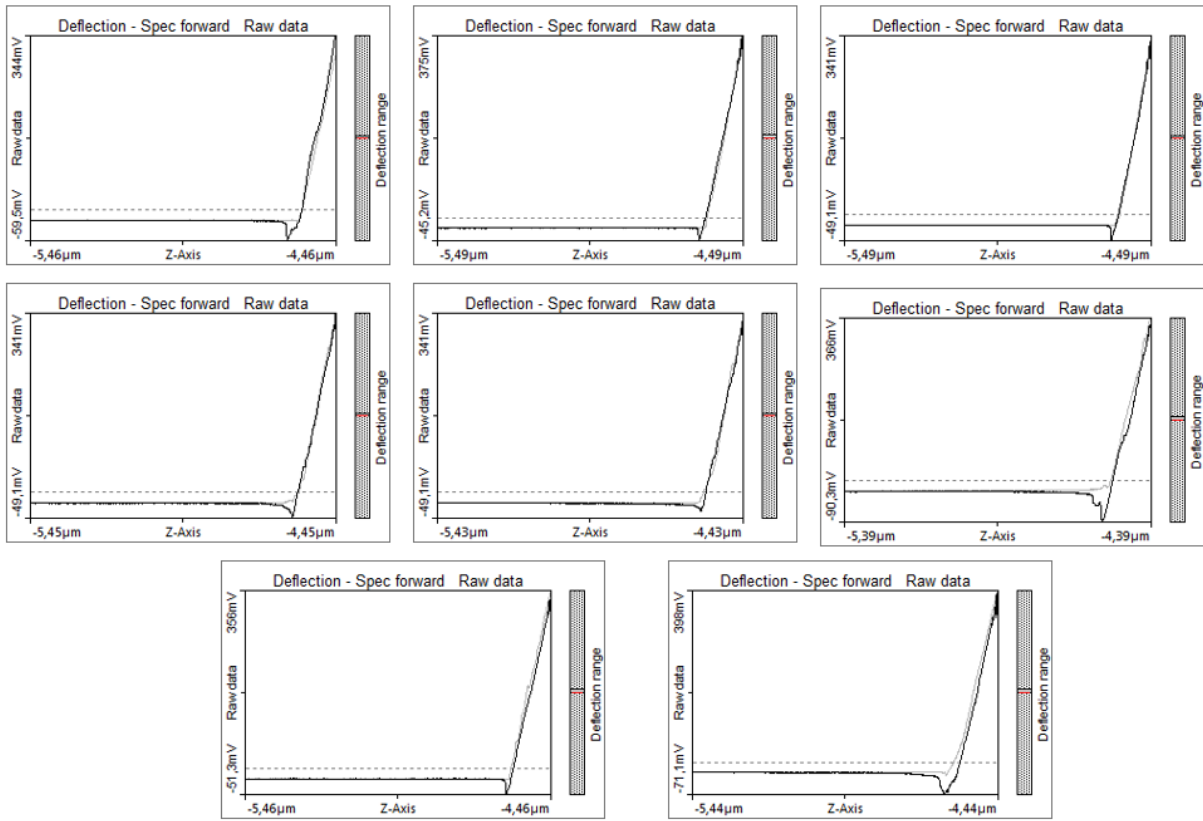 Deflection - Spec forward Raw data
344mV
Raw data
-59,5mV
Deflection range
-5,46µm Z-Axis -4,46µm
Deflection - Spec forward Raw data
375mV
Raw data
-45,2mV
Deflection range
-5,49µm Z-Axis -4,49µm
Deflection - Spec forward Raw data
341mV
Raw data
-49,1mV
Deflection range
-5,49µm Z-Axis -4,49µm
Deflection - Spec forward Raw data
341mV
Raw data
-49,1mV
Deflection range
-5,45µm Z-Axis -4,45µm
Deflection - Spec forward Raw data
341mV
Raw data
-49,1mV
Deflection range
-5,43µm Z-Axis -4,43µm
Deflection - Spec forward Raw data
366mV
Raw data
-90,3mV
Deflection range
-5,39µm Z-Axis -4,39µm
Deflection - Spec forward Raw data
356mV
Raw data
-51,3mV
Deflection range
-5,46µm Z-Axis -4,46µm
Deflection - Spec forward Raw data
398mV
Raw data
-71,1mV
Deflection range
-5,44µm Z-Axis -4,44µm